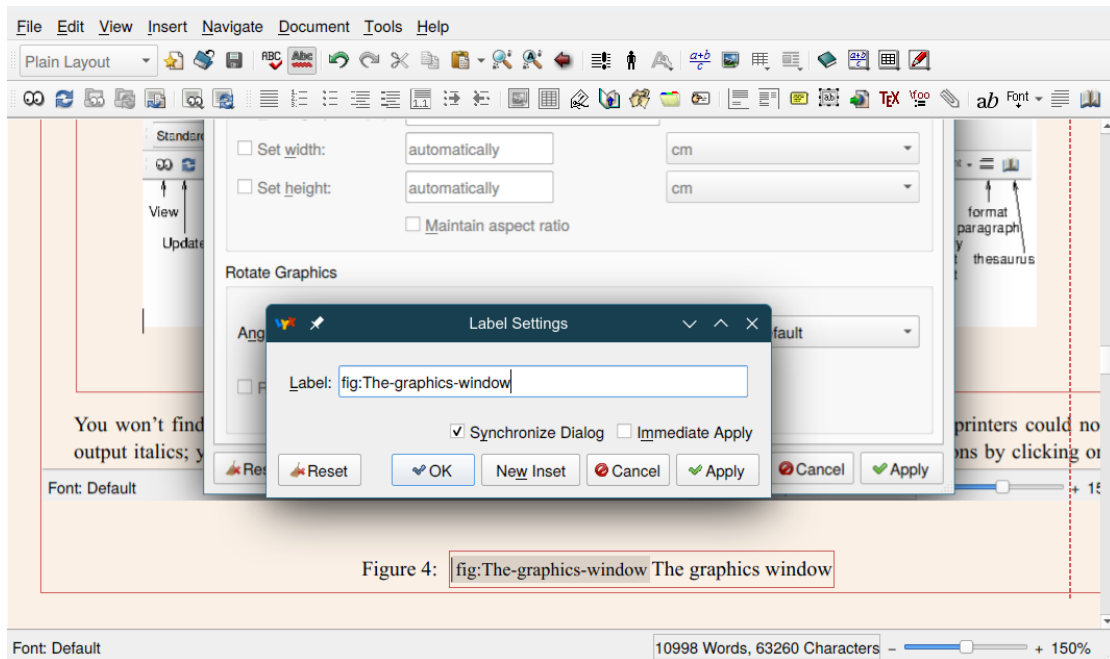 File Edit View Insert Navigate Document Tools Help
Plain Layout
Standard
View
Update
Set width: automatically cm
Set height: automatically cm
Maintain aspect ratio
format
paragraph
thesaurus
Rotate Graphics
Label Settings
Label: fig:The-graphics-window
Synchronize Dialog Immediate Apply
Reset OK New Inset Cancel Apply
Cancel Apply
You won't find printers could no
output italics; ons by clicking on
Font: Default
Figure 4: fig:The-graphics-window The graphics window
Font: Default 10998 Words, 63260 Characters - + 150%